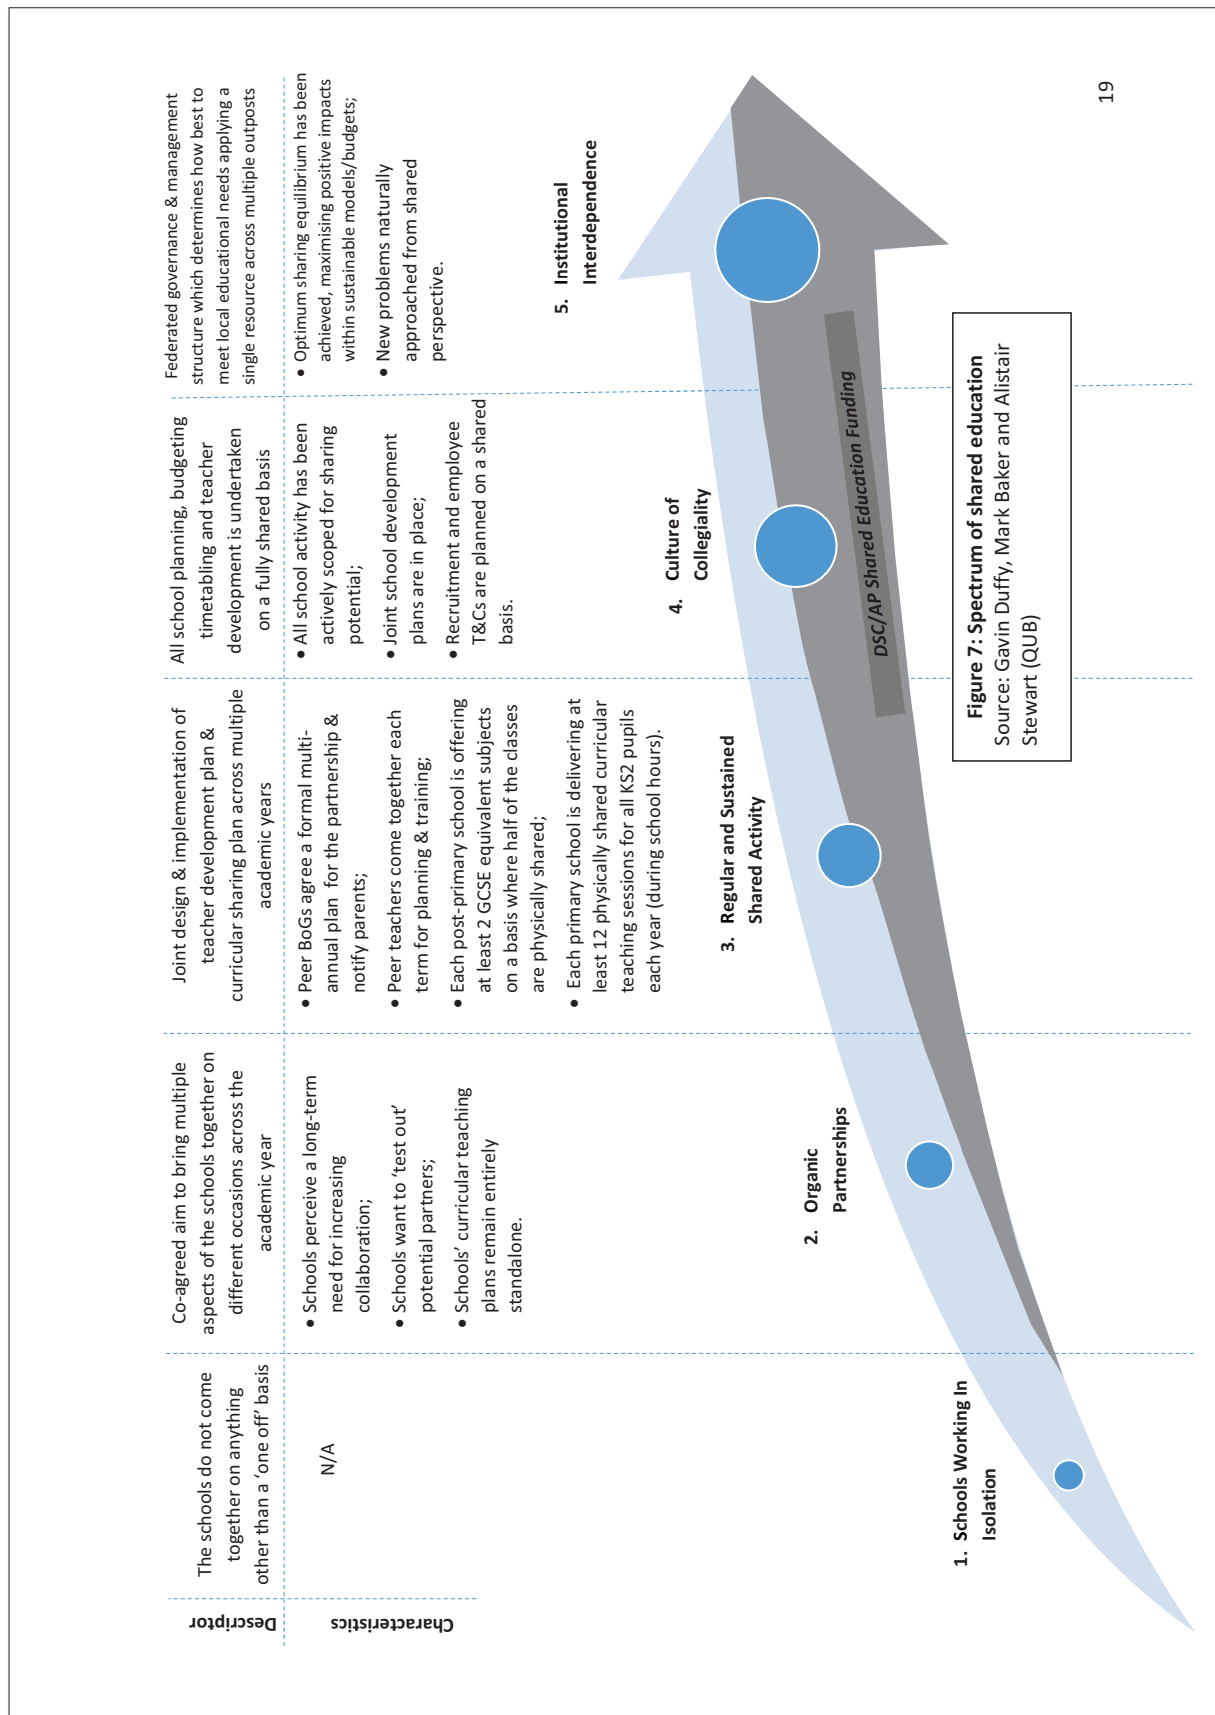 Descriptor
The schools do not come
together on anything
other than a ‘one off’ basis
Co-agreed aim to bring multiple
aspects of the schools together on
different occasions across the
academic year
Joint design & implementation of
teacher development plan &
curricular sharing plan across multiple
academic years
All school planning, budgeting
timetabling and teacher
development is undertaken
on a fully shared basis
Federated governance & management
structure which determines how best to
meet local educational needs applying a
single resource across multiple outposts
Characteristics
N/A
• Schools perceive a long-term
need for increasing
collaboration;
• Schools want to ‘test out’
potential partners;
• Schools’ curricular teaching
plans remain entirely
standalone.
• Peer BoGs agree a formal multi-
annual plan for the partnership &
notify parents;
• Peer teachers come together each
term for planning & training;
• Each post-primary school is offering
at least 2 GCSE equivalent subjects
on a basis where half of the classes
are physically shared;
• Each primary school is delivering at
least 12 physically shared curricular
teaching sessions for all KS2 pupils
each year (during school hours).
• All school activity has been
actively scoped for sharing
potential;
• Joint school development
plans are in place;
• Recruitment and employee
T&Cs are planned on a shared
basis.
• Optimum sharing equilibrium has been
achieved, maximising positive impacts
within sustainable models/budgets;
• New problems naturally
approached from shared
perspective.
1. Schools Working In
Isolation
2. Organic
Partnerships
3. Regular and Sustained
Shared Activity
4. Culture of
Collegiality
5. Institutional
Interdependence
DSC/AP Shared Education Funding
Figure 7: Spectrum of shared education
Source: Gavin Duffy, Mark Baker and Alistair
Stewart (QUB)
19